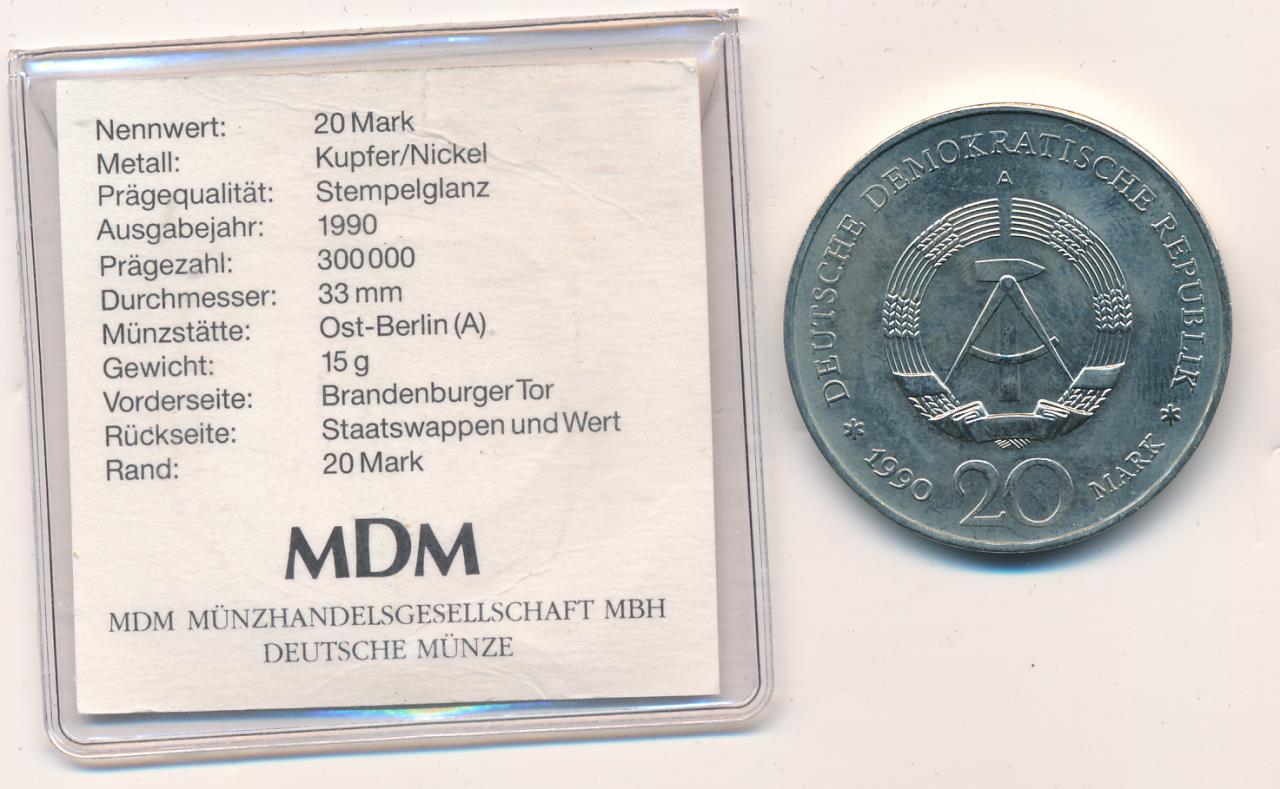 Nennwert: 20 Mark
Metall: Kupfer/Nickel
Prägequalität: Stempelglanz
Ausgabejahr: 1990
Prägezahl: 300000
Durchmesser: 33 mm
Münzstätte: Ost-Berlin (A)
Gewicht: 15 g
Vorderseite: Brandenburger Tor
Rückseite: Staatswappen und Wert
Rand: 20 Mark
MDM
MDM MÜNZHANDELSGESELLSCHAFT MBH
DEUTSCHE MÜNZE
DEUTSCHE DEMOKRATISCHE REPUBLIK
A
* 1990 20 MARK *